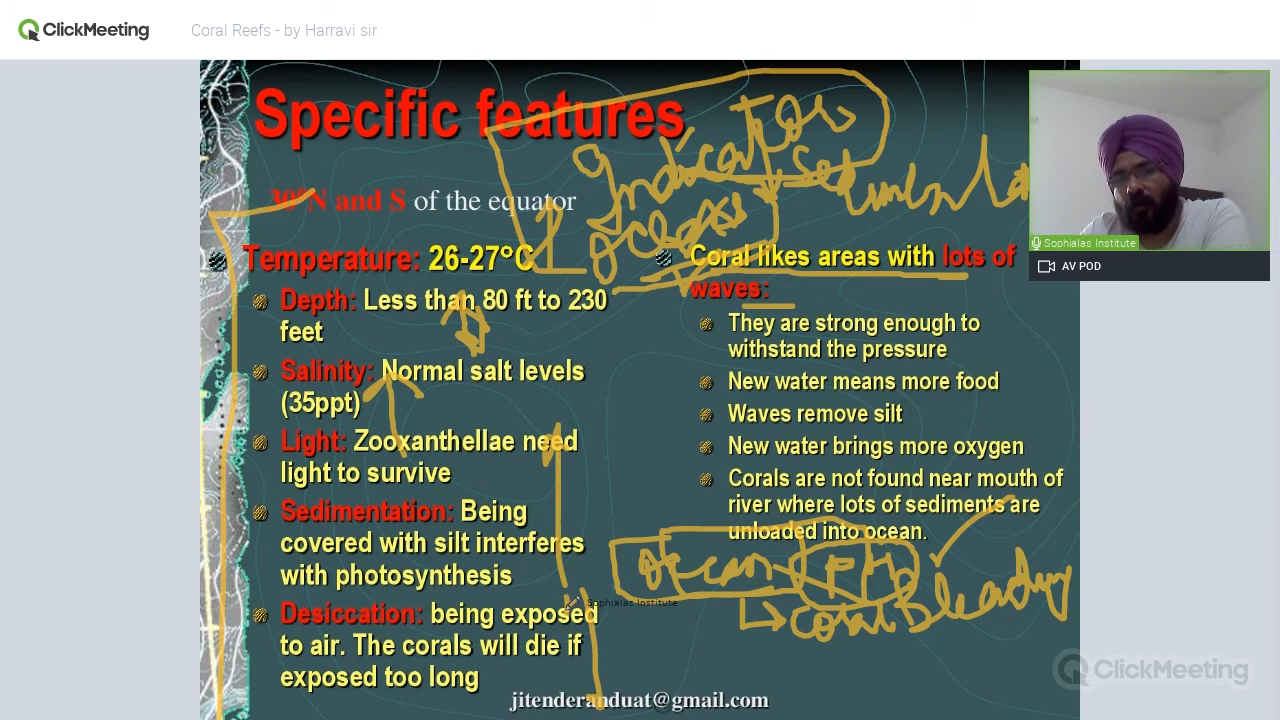 ClickMeeting
Coral Reefs - by Harravi sir
Specific features
30°N and S of the equator
Temperature: 26-27°C
Depth: Less than 80 ft to 230
feet
Salinity: Normal salt levels
(35ppt)
Light: Zooxanthellae need
light to survive
Sedimentation: Being
covered with silt interferes
with photosynthesis
Desiccation: being exposed
to air. The corals will die if
exposed too long
Coral likes areas with lots of
waves:
They are strong enough to
withstand the pressure
New water means more food
Waves remove silt
New water brings more oxygen
Corals are not found near mouth of
river where lots of sediments are
unloaded into ocean.
Indicator
Ocean PH
Coral Bleaching
Sophialas Institute
jitenderanduat@gmail.com
Sophialas Institute
AV POD
ClickMeeting